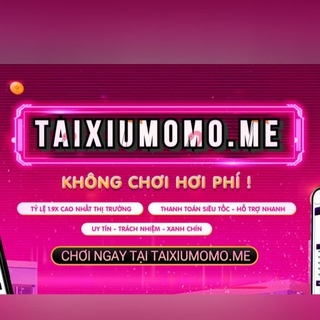 TAIXIUMOMO.ME
KHÔNG CHƠI HƠI PHÍ !
TỶ LỆ 1.9X CAO NHẤT THỊ TRƯỜNG
THANH TOÁN SIÊU TỐC - HỖ TRỢ NHANH
UY TÍN - TRÁCH NHIỆM - XANH CHÍN
CHƠI NGAY TẠI TAIXIUMOMO.ME